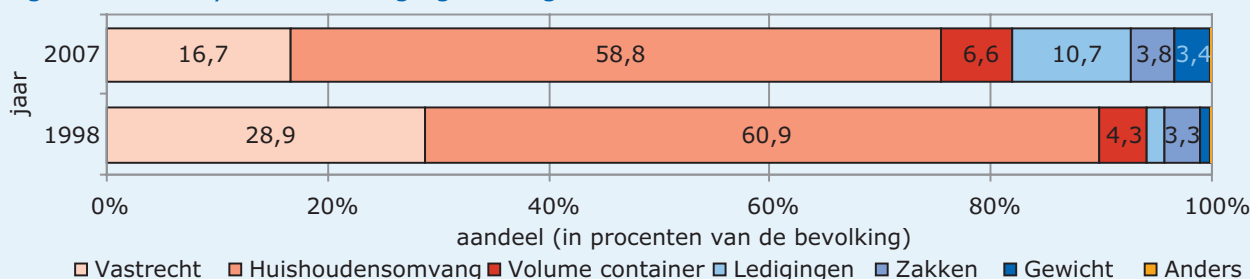 jaar
2007 16,7 58,8 6,6 10,7 3,8 3,4
1998 28,9 60,9 4,3 3,3
0% 20% 40% 60% 80% 100%
aandeel (in procenten van de bevolking)
Vastrecht Huishoudensomvang Volume container Ledigingen Zakken Gewicht Anders